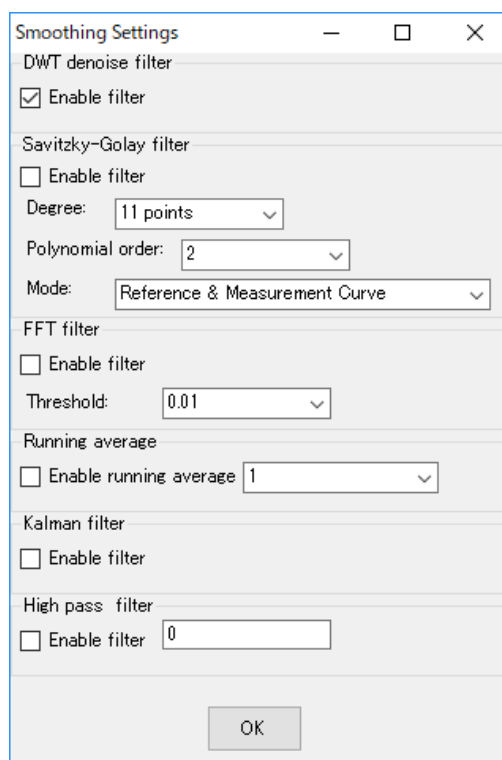 Smoothing Settings
DWT denoise filter
Enable filter
Savitzky-Golay filter
Enable filter
Degree: 11 points
Polynomial order: 2
Mode: Reference & Measurement Curve
FFT filter
Enable filter
Threshold: 0.01
Running average
Enable running average 1
Kalman filter
Enable filter
High pass filter
Enable filter 0
OK